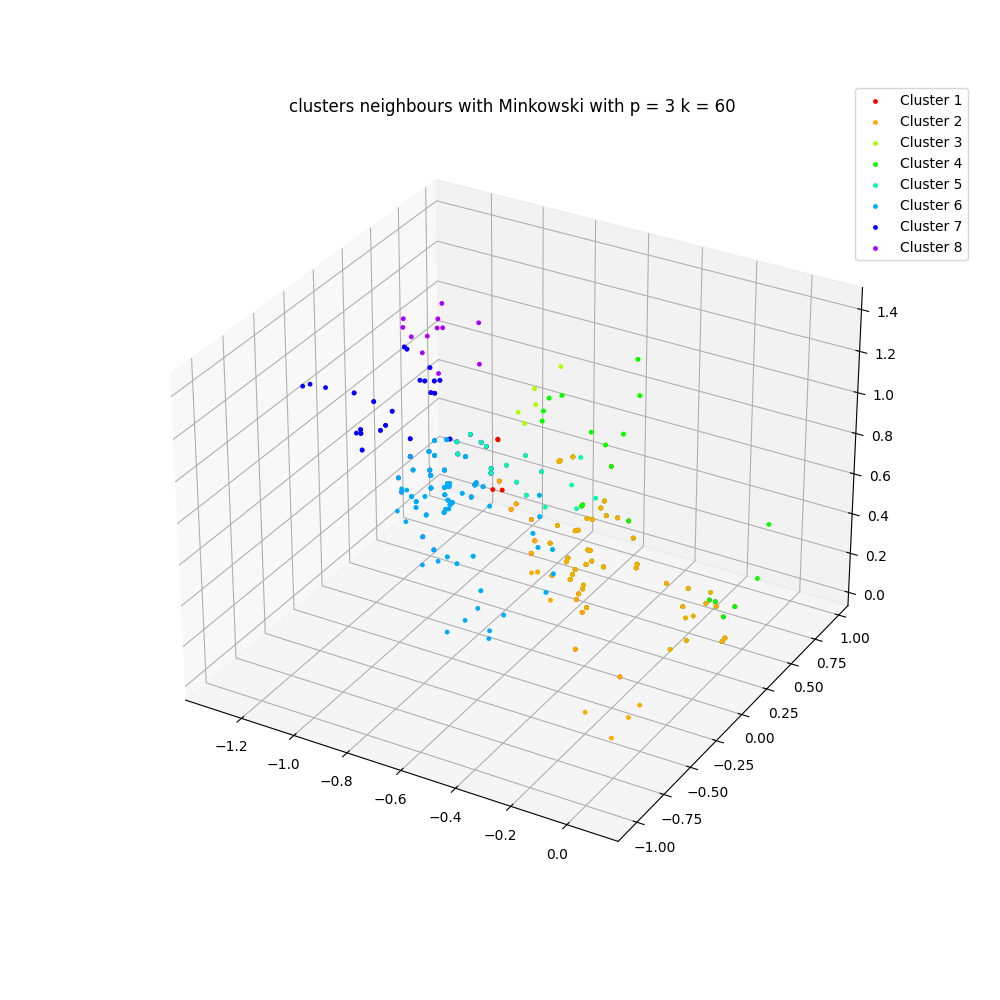 clusters neighbours with Minkowski with p = 3 k = 60
Cluster 1
Cluster 2
Cluster 3
Cluster 4
Cluster 5
Cluster 6
Cluster 7
Cluster 8
1.4
1.2
1.0
0.8
0.6
0.4
0.2
0.0
1.00
0.75
0.50
0.25
0.00
−0.25
−0.50
−0.75
−1.00
−1.2
−1.0
−0.8
−0.6
−0.4
−0.2
0.0